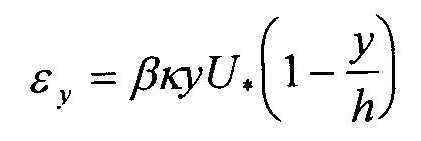 ε_y = βκyU_*(1 − y/h)